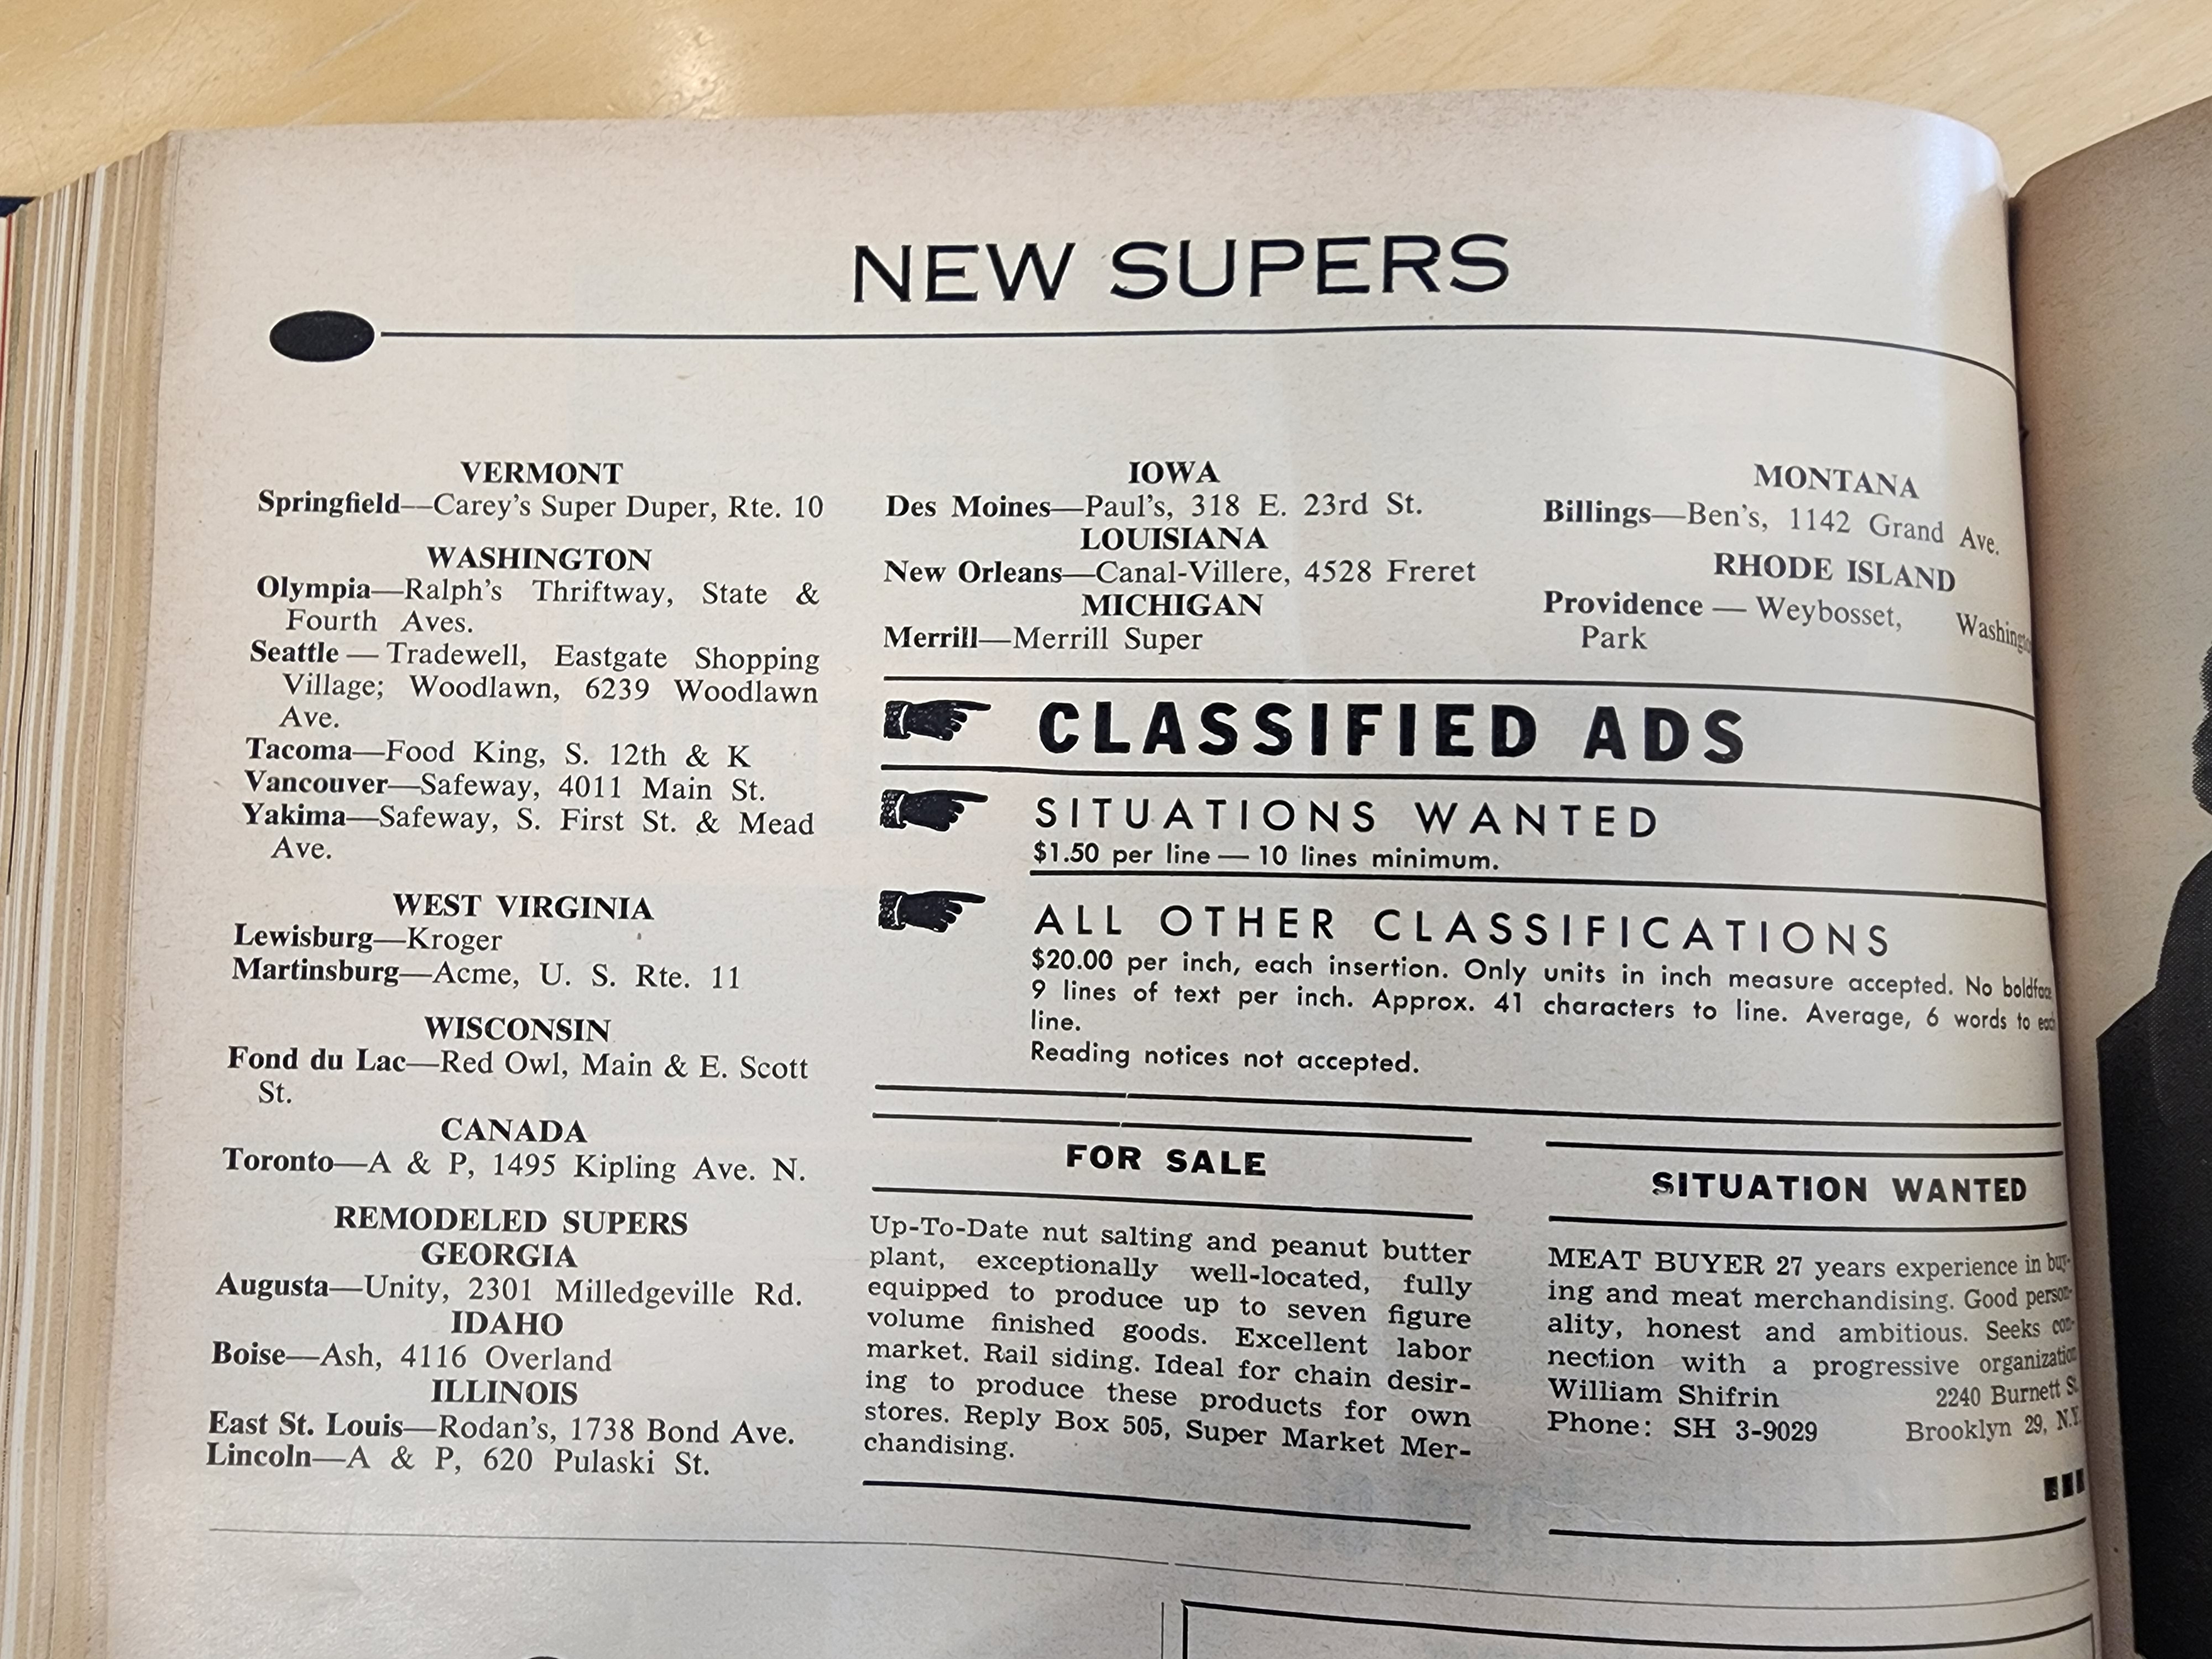 NEW SUPERS
VERMONT
Springfield—Carey's Super Duper, Rte. 10
WASHINGTON
Olympia—Ralph's Thriftway, State &
Fourth Aves.
Seattle — Tradewell, Eastgate Shopping
Village; Woodlawn, 6239 Woodlawn
Ave.
Tacoma—Food King, S. 12th & K
Vancouver—Safeway, 4011 Main St.
Yakima—Safeway, S. First St. & Mead
Ave.
WEST VIRGINIA
Lewisburg—Kroger
Martinsburg—Acme, U. S. Rte. 11
WISCONSIN
Fond du Lac—Red Owl, Main & E. Scott
St.
CANADA
Toronto—A & P, 1495 Kipling Ave. N.
REMODELED SUPERS
GEORGIA
Augusta—Unity, 2301 Milledgeville Rd.
IDAHO
Boise—Ash, 4116 Overland
ILLINOIS
East St. Louis—Rodan's, 1738 Bond Ave.
Lincoln—A & P, 620 Pulaski St.
IOWA
Des Moines—Paul's, 318 E. 23rd St.
LOUISIANA
New Orleans—Canal-Villere, 4528 Freret
MICHIGAN
Merrill—Merrill Super
MONTANA
Billings—Ben's, 1142 Grand Ave.
RHODE ISLAND
Providence — Weybosset, Washington
Park
CLASSIFIED ADS
SITUATIONS WANTED
$1.50 per line — 10 lines minimum.
ALL OTHER CLASSIFICATIONS
$20.00 per inch, each insertion. Only units in inch measure accepted. No boldface
9 lines of text per inch. Approx. 41 characters to line. Average, 6 words to each
line.
Reading notices not accepted.
FOR SALE
Up-To-Date nut salting and peanut butter
plant, exceptionally well-located, fully
equipped to produce up to seven figure
volume finished goods. Excellent labor
market. Rail siding. Ideal for chain desir-
ing to produce these products for own
stores. Reply Box 505, Super Market Mer-
chandising.
SITUATION WANTED
MEAT BUYER 27 years experience in buy-
ing and meat merchandising. Good person-
ality, honest and ambitious. Seeks con-
nection with a progressive organization
William Shifrin 2240 Burnett St.
Phone: SH 3-9029 Brooklyn 29, N.Y.